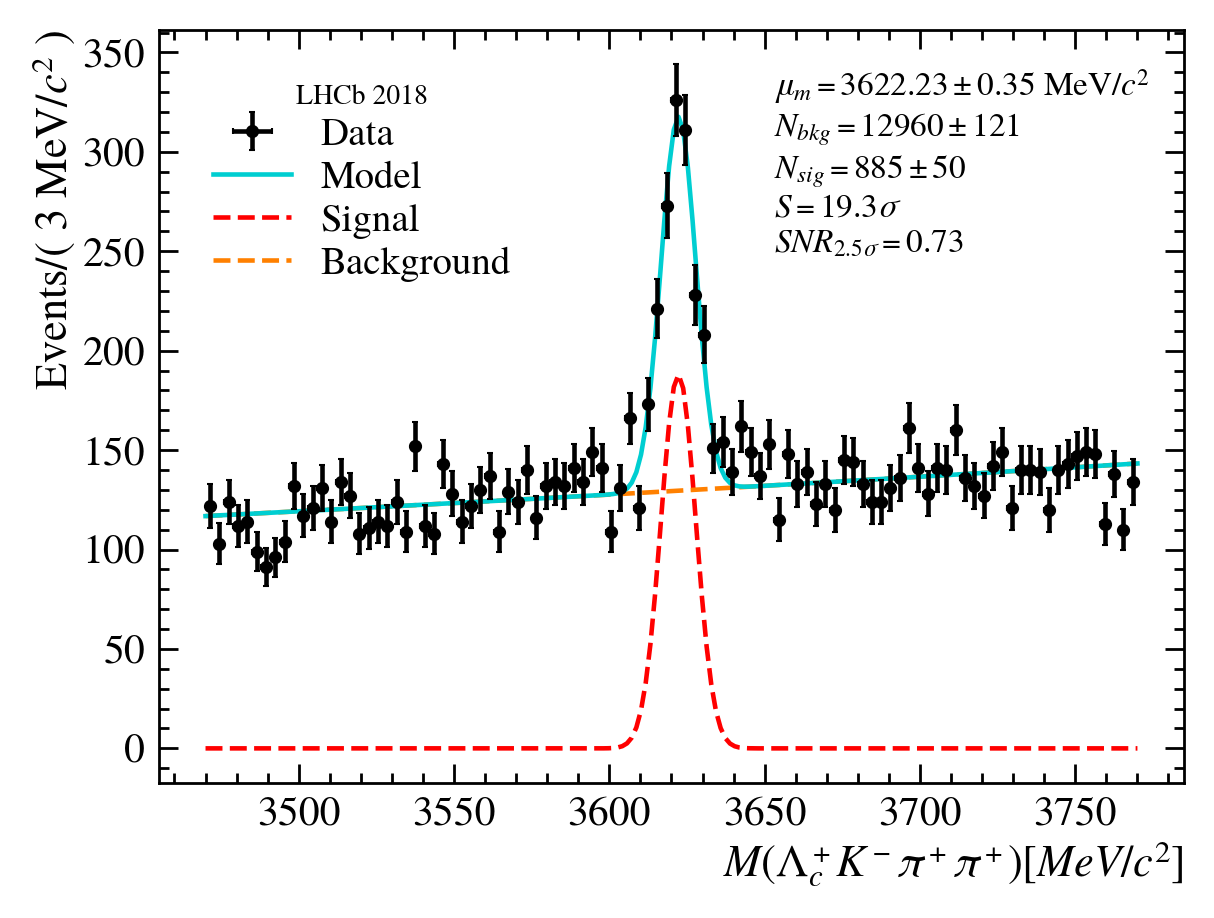 350
300
250
200
150
100
50
0
Events/( 3 MeV/c² )
LHCb 2018
Data
Model
Signal
Background
μ_m = 3622.23 ± 0.35 MeV/c²
N_bkg = 12960 ± 121
N_sig = 885 ± 50
S = 19.3σ
SNR_2.5σ = 0.73
3500 3550 3600 3650 3700 3750
M(Λ_c⁺K⁻π⁺π⁺)[MeV/c²]